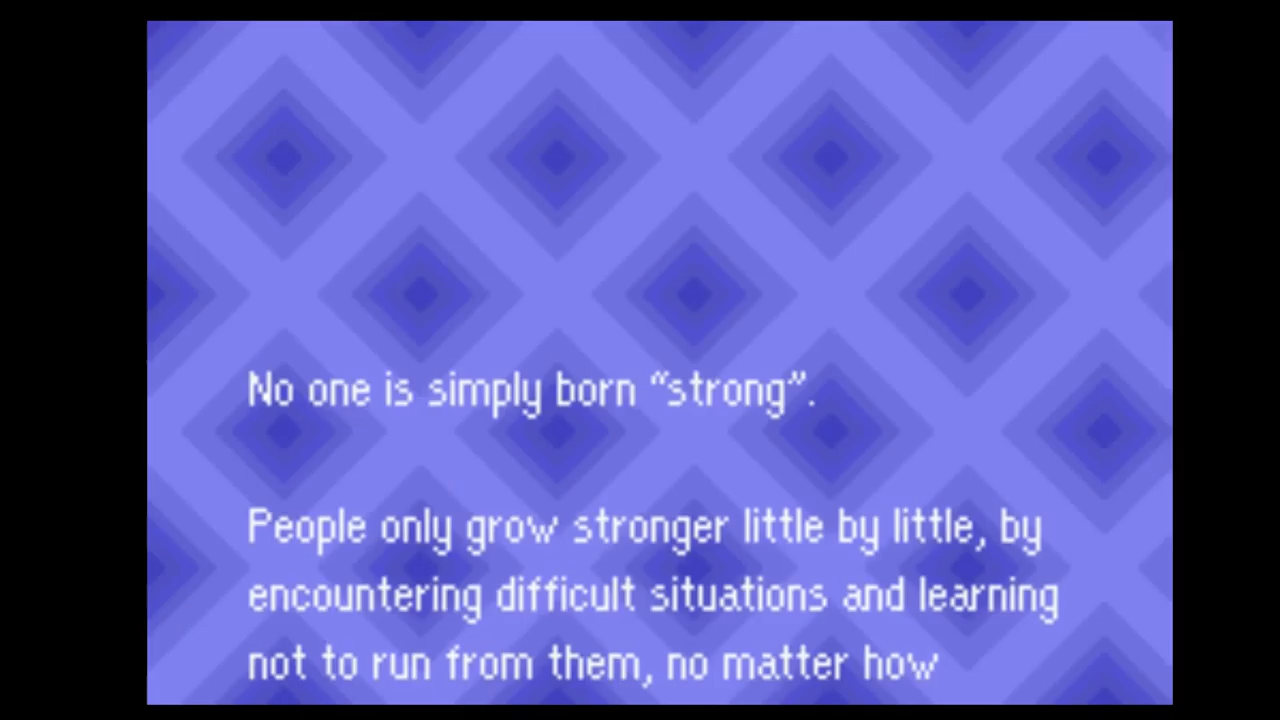 No one is simply born “strong”.
People only grow stronger little by little, by
encountering difficult situations and learning
not to run from them, no matter how